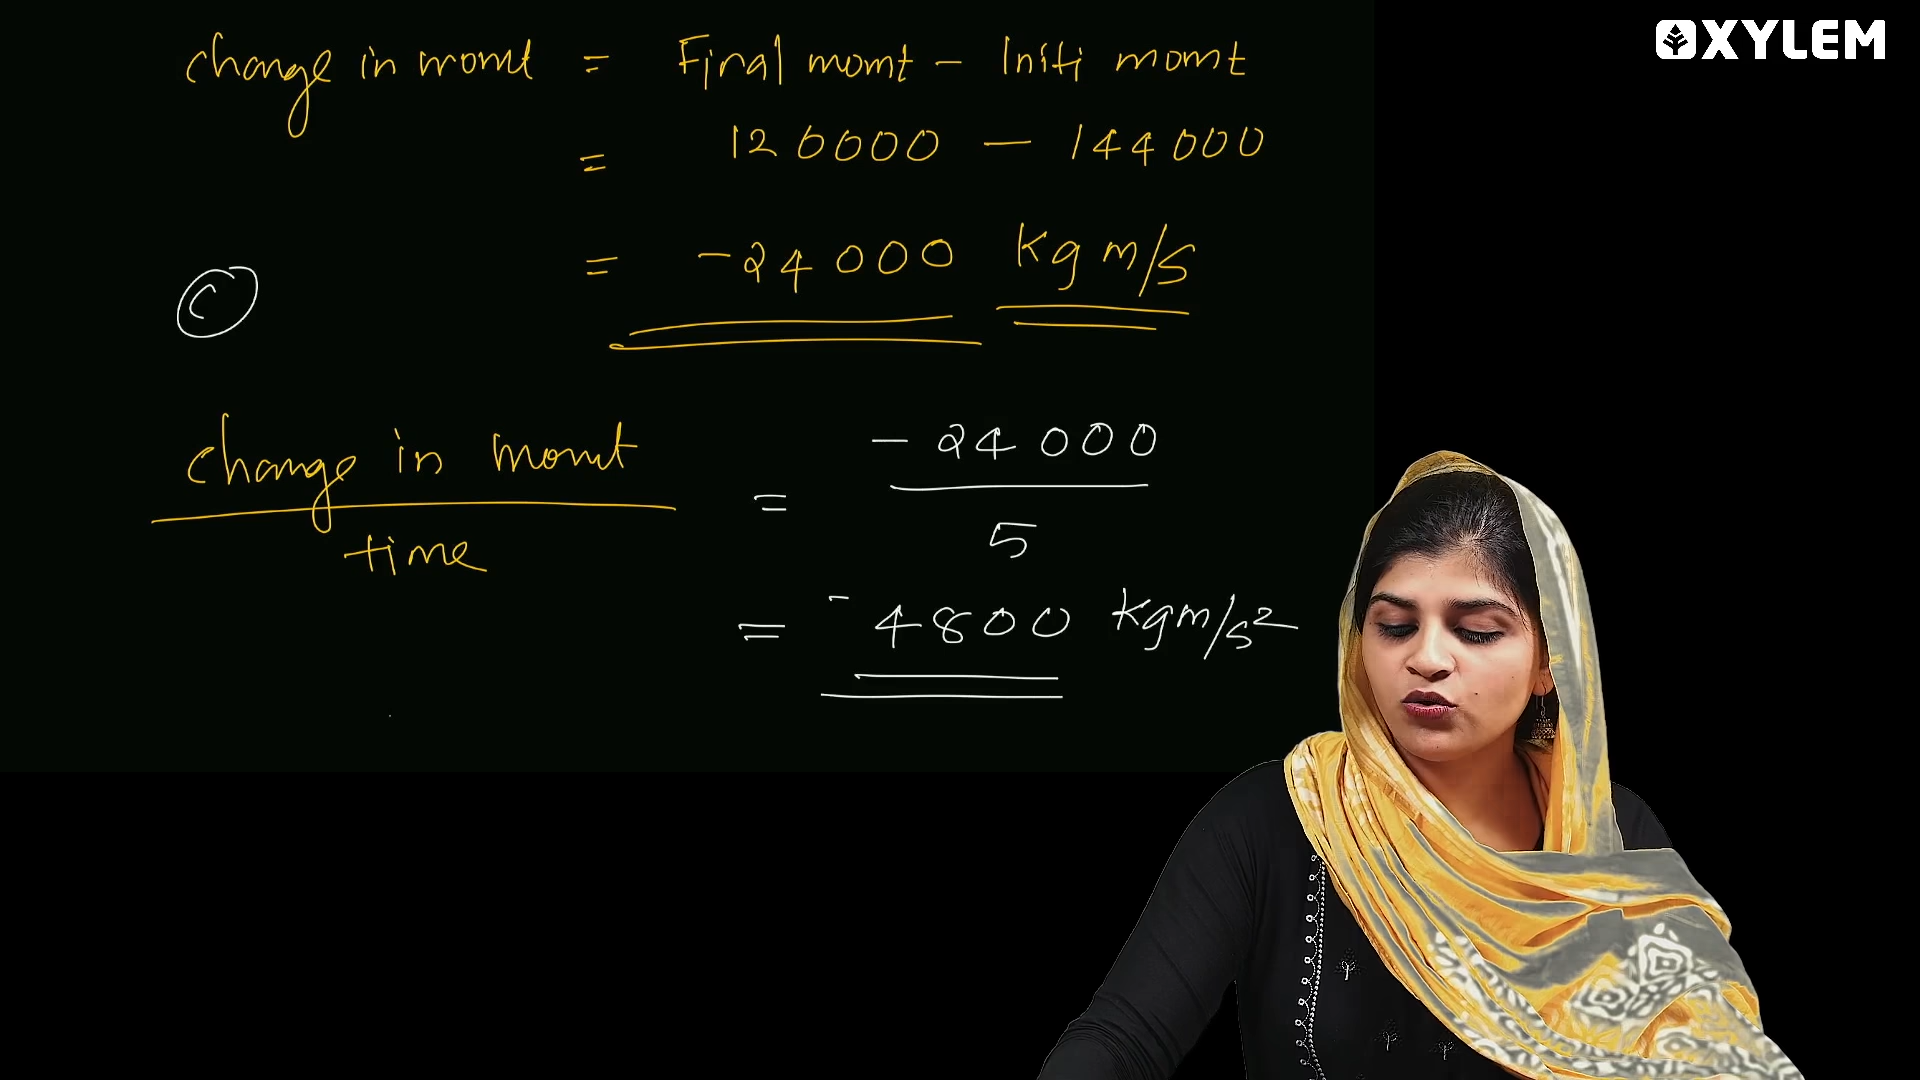 XYLEM
change in momt = Final momt - Initi momt
= 120000 - 144000
= -24000 kgm/s
C
change in momt / time = -24000 / 5
= -4800 kgm/s²